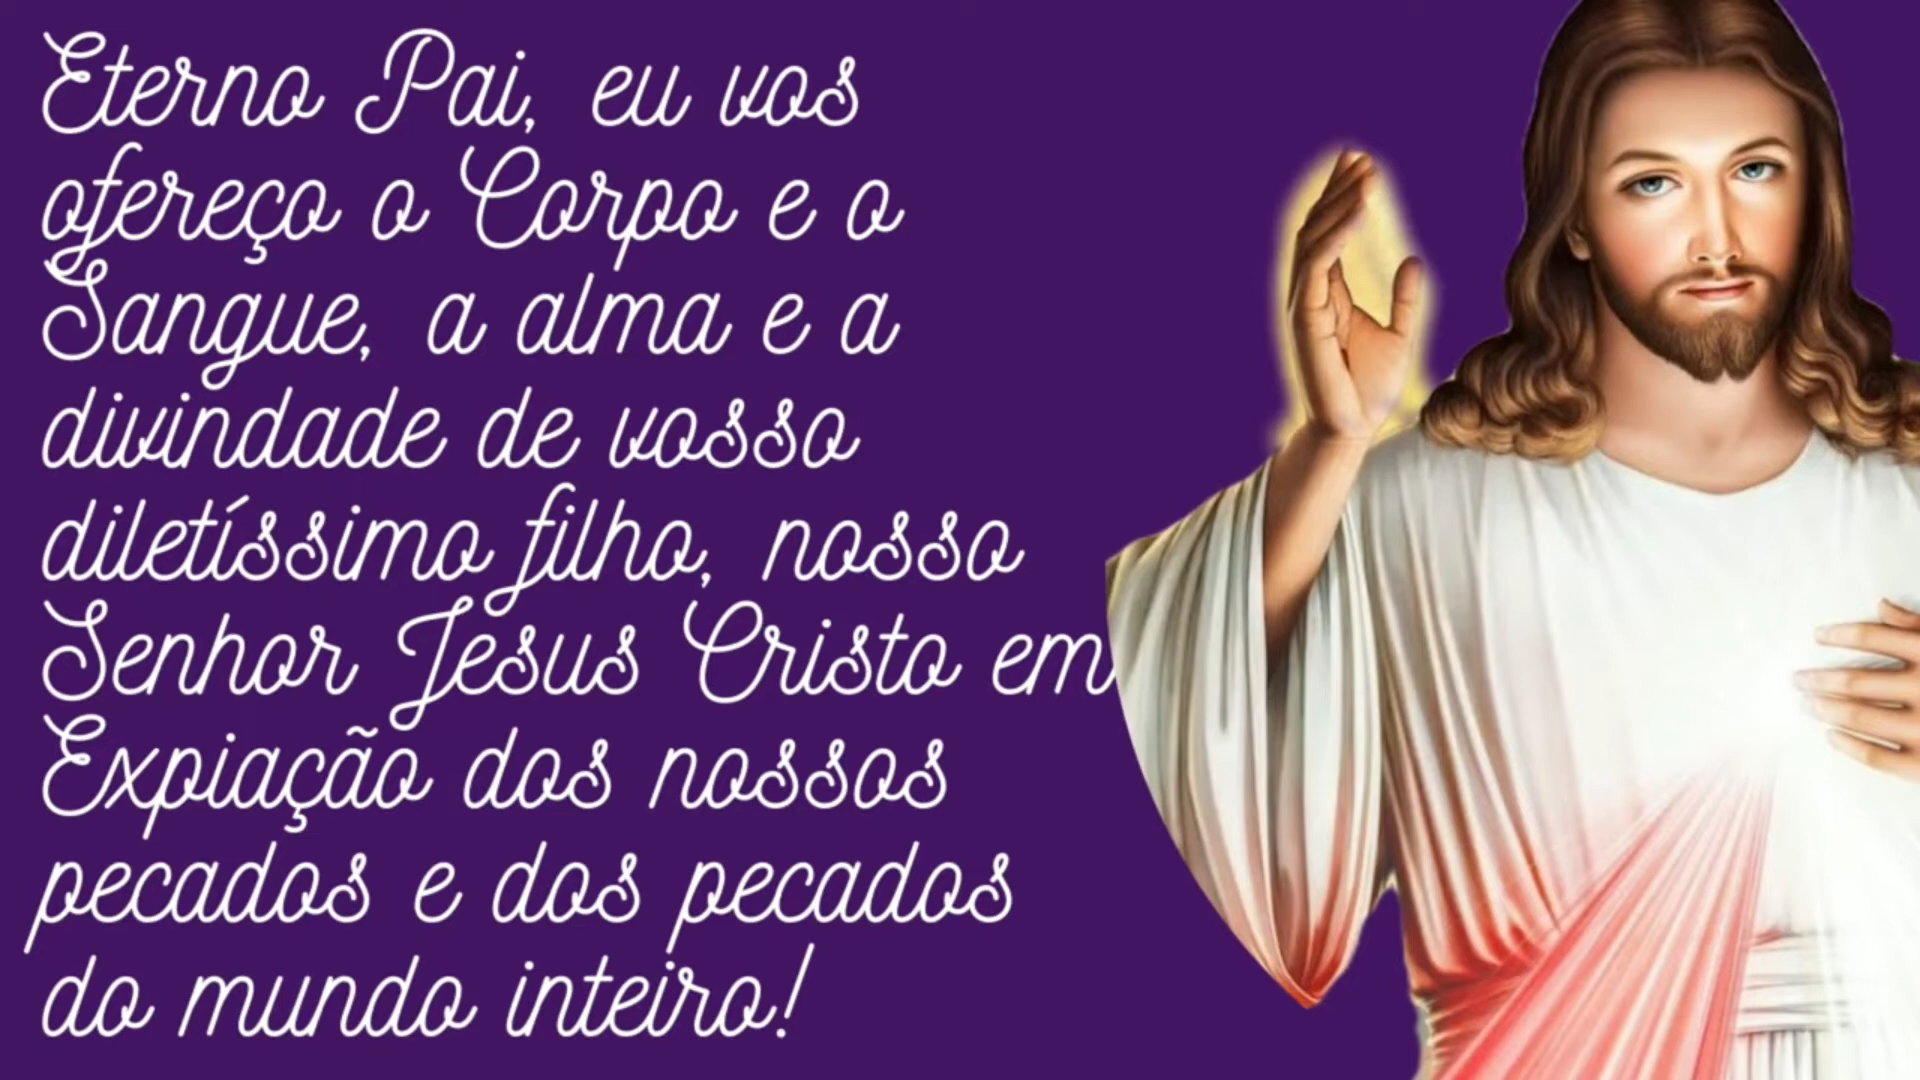 Eterno Pai, eu vos
ofereço o Corpo e o
Sangue, a alma e a
divindade de vosso
diletíssimo filho, nosso
Senhor Jesus Cristo em
Expiação dos nossos
pecados e dos pecados
do mundo inteiro!